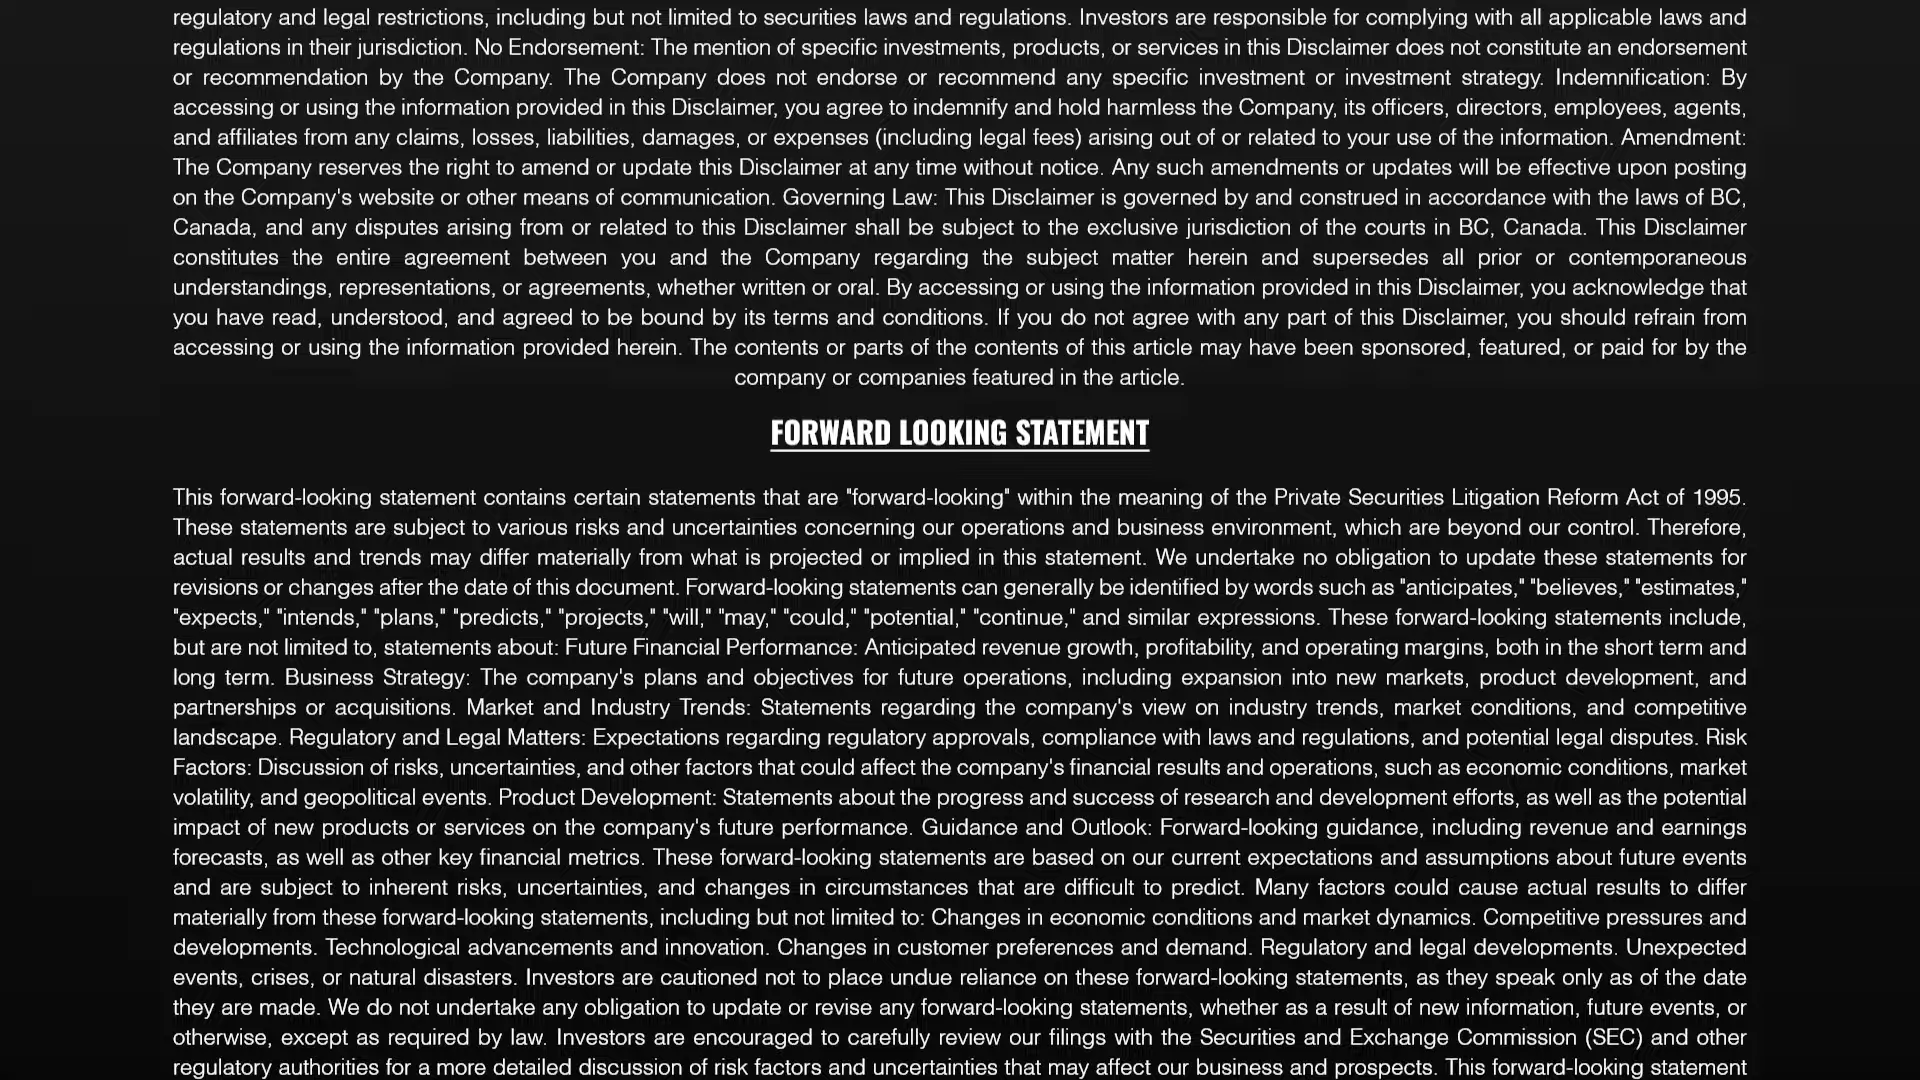 regulatory and legal restrictions, including but not limited to securities laws and regulations. Investors are responsible for complying with all applicable laws and
regulations in their jurisdiction. No Endorsement: The mention of specific investments, products, or services in this Disclaimer does not constitute an endorsement
or recommendation by the Company. The Company does not endorse or recommend any specific investment or investment strategy. Indemnification: By
accessing or using the information provided in this Disclaimer, you agree to indemnify and hold harmless the Company, its officers, directors, employees, agents,
and affiliates from any claims, losses, liabilities, damages, or expenses (including legal fees) arising out of or related to your use of the information. Amendment:
The Company reserves the right to amend or update this Disclaimer at any time without notice. Any such amendments or updates will be effective upon posting
on the Company's website or other means of communication. Governing Law: This Disclaimer is governed by and construed in accordance with the laws of BC,
Canada, and any disputes arising from or related to this Disclaimer shall be subject to the exclusive jurisdiction of the courts in BC, Canada. This Disclaimer
constitutes the entire agreement between you and the Company regarding the subject matter herein and supersedes all prior or contemporaneous
understandings, representations, or agreements, whether written or oral. By accessing or using the information provided in this Disclaimer, you acknowledge that
you have read, understood, and agreed to be bound by its terms and conditions. If you do not agree with any part of this Disclaimer, you should refrain from
accessing or using the information provided herein. The contents or parts of the contents of this article may have been sponsored, featured, or paid for by the
company or companies featured in the article.
FORWARD LOOKING STATEMENT
This forward-looking statement contains certain statements that are "forward-looking" within the meaning of the Private Securities Litigation Reform Act of 1995.
These statements are subject to various risks and uncertainties concerning our operations and business environment, which are beyond our control. Therefore,
actual results and trends may differ materially from what is projected or implied in this statement. We undertake no obligation to update these statements for
revisions or changes after the date of this document. Forward-looking statements can generally be identified by words such as "anticipates," "believes," "estimates,"
"expects," "intends," "plans," "predicts," "projects," "will," "may," "could," "potential," "continue," and similar expressions. These forward-looking statements include,
but are not limited to, statements about: Future Financial Performance: Anticipated revenue growth, profitability, and operating margins, both in the short term and
long term. Business Strategy: The company's plans and objectives for future operations, including expansion into new markets, product development, and
partnerships or acquisitions. Market and Industry Trends: Statements regarding the company's view on industry trends, market conditions, and competitive
landscape. Regulatory and Legal Matters: Expectations regarding regulatory approvals, compliance with laws and regulations, and potential legal disputes. Risk
Factors: Discussion of risks, uncertainties, and other factors that could affect the company's financial results and operations, such as economic conditions, market
volatility, and geopolitical events. Product Development: Statements about the progress and success of research and development efforts, as well as the potential
impact of new products or services on the company's future performance. Guidance and Outlook: Forward-looking guidance, including revenue and earnings
forecasts, as well as other key financial metrics. These forward-looking statements are based on our current expectations and assumptions about future events
and are subject to inherent risks, uncertainties, and changes in circumstances that are difficult to predict. Many factors could cause actual results to differ
materially from these forward-looking statements, including but not limited to: Changes in economic conditions and market dynamics. Competitive pressures and
developments. Technological advancements and innovation. Changes in customer preferences and demand. Regulatory and legal developments. Unexpected
events, crises, or natural disasters. Investors are cautioned not to place undue reliance on these forward-looking statements, as they speak only as of the date
they are made. We do not undertake any obligation to update or revise any forward-looking statements, whether as a result of new information, future events, or
otherwise, except as required by law. Investors are encouraged to carefully review our filings with the Securities and Exchange Commission (SEC) and other
regulatory authorities for a more detailed discussion of risk factors and uncertainties that may affect our business and prospects. This forward-looking statement